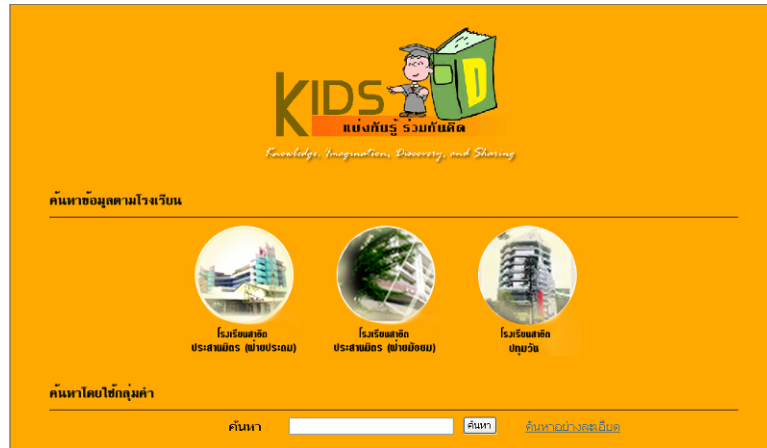 KIDS D
แบ่งกันรู้ ร่วมกันคิด
Knowledge, Imagination, Discovery, and Sharing
ค้นหาข้อมูลตามโรงเรียน
โรงเรียนสาธิต
ประสานมิตร (ฝ่ายประถม)
โรงเรียนสาธิต
ประสานมิตร (ฝ่ายมัธยม)
โรงเรียนสาธิต
ปทุมวัน
ค้นหาโดยใช้กลุ่มคำ
ค้นหา ค้นหา ค้นหาอย่างละเอียด